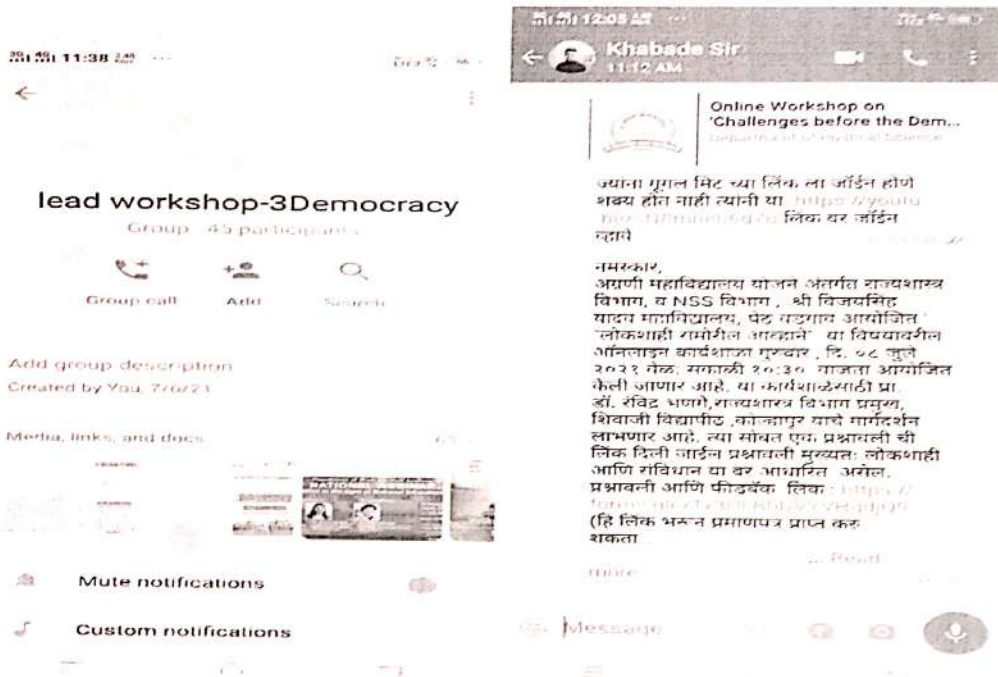 11:38
lead workshop-3Democracy
Group 45 participants
Group call Add Search
Add group description
Created by You, 7/6/21
Media, links, and docs
Mute notifications
Custom notifications
12:05
Khabade Sir
11:12 AM
Online Workshop on
'Challenges before the Dem...
Department of Political Science
ज्यांना गूगल मिट च्या लिंक ला जॉईन होणे
शक्य होत नाही त्यांनी या https://youtu
लिंक वर जॉईन
व्हावे
नमस्कार,
अग्रणी महाविद्यालय योजने अंतर्गत राज्यशास्त्र
विभाग, व NSS विभाग , श्री विजयसिंह
यादव महाविद्यालय, पेठ वडगाव आयोजित '
'लोकशाही समोरील आव्हाने' या विषयावरील
ऑनलाइन कार्यशाळा गुरुवार , दि. ०८ जुलै
२०२१ वेळ: सकाळी १०:३० वाजता आयोजित
केली जाणार आहे. या कार्यशाळेसाठी प्रा.
डॉ. रविंद्र भणगे,राज्यशास्त्र विभाग प्रमुख,
शिवाजी विद्यापीठ ,कोल्हापुर यांचे मार्गदर्शन
लाभणार आहे. त्या सोबत एक प्रश्नावली ची
लिंक दिली जाईल प्रश्नावली मुख्यतः लोकशाही
आणि संविधान या वर आधारित असेल.
प्रश्नावली आणि फीडबॅक लिंक : https://
(हि लिंक भरून प्रमाणपत्र प्राप्त करु
शकता
... Read
more
Message